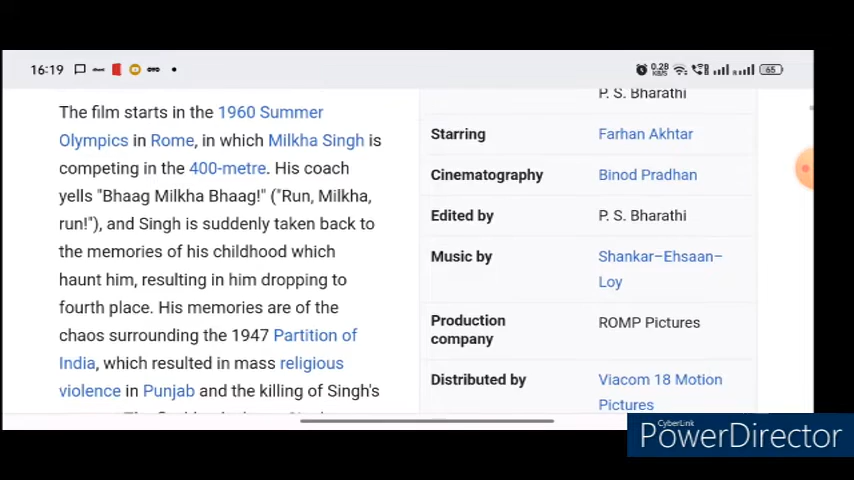 16:19
0.28
KB/S
65
The film starts in the 1960 Summer
Olympics in Rome, in which Milkha Singh is
competing in the 400-metre. His coach
yells "Bhaag Milkha Bhaag!" ("Run, Milkha,
run!"), and Singh is suddenly taken back to
the memories of his childhood which
haunt him, resulting in him dropping to
fourth place. His memories are of the
chaos surrounding the 1947 Partition of
India, which resulted in mass religious
violence in Punjab and the killing of Singh's
P. S. Bharathi
Starring Farhan Akhtar
Cinematography Binod Pradhan
Edited by P. S. Bharathi
Music by Shankar–Ehsaan–
Loy
Production ROMP Pictures
company
Distributed by Viacom 18 Motion
Pictures
CyberLink
PowerDirector